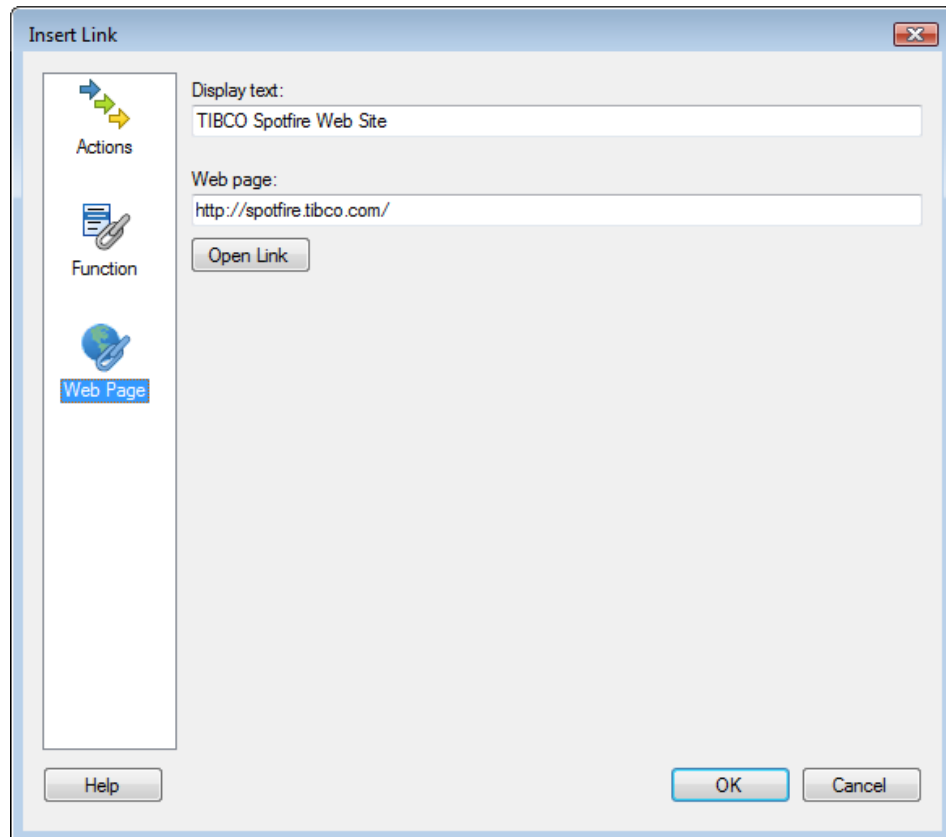 Insert Link
Actions
Function
Web Page
Display text:
TIBCO Spotfire Web Site
Web page:
http://spotfire.tibco.com/
Open Link
Help
OK
Cancel